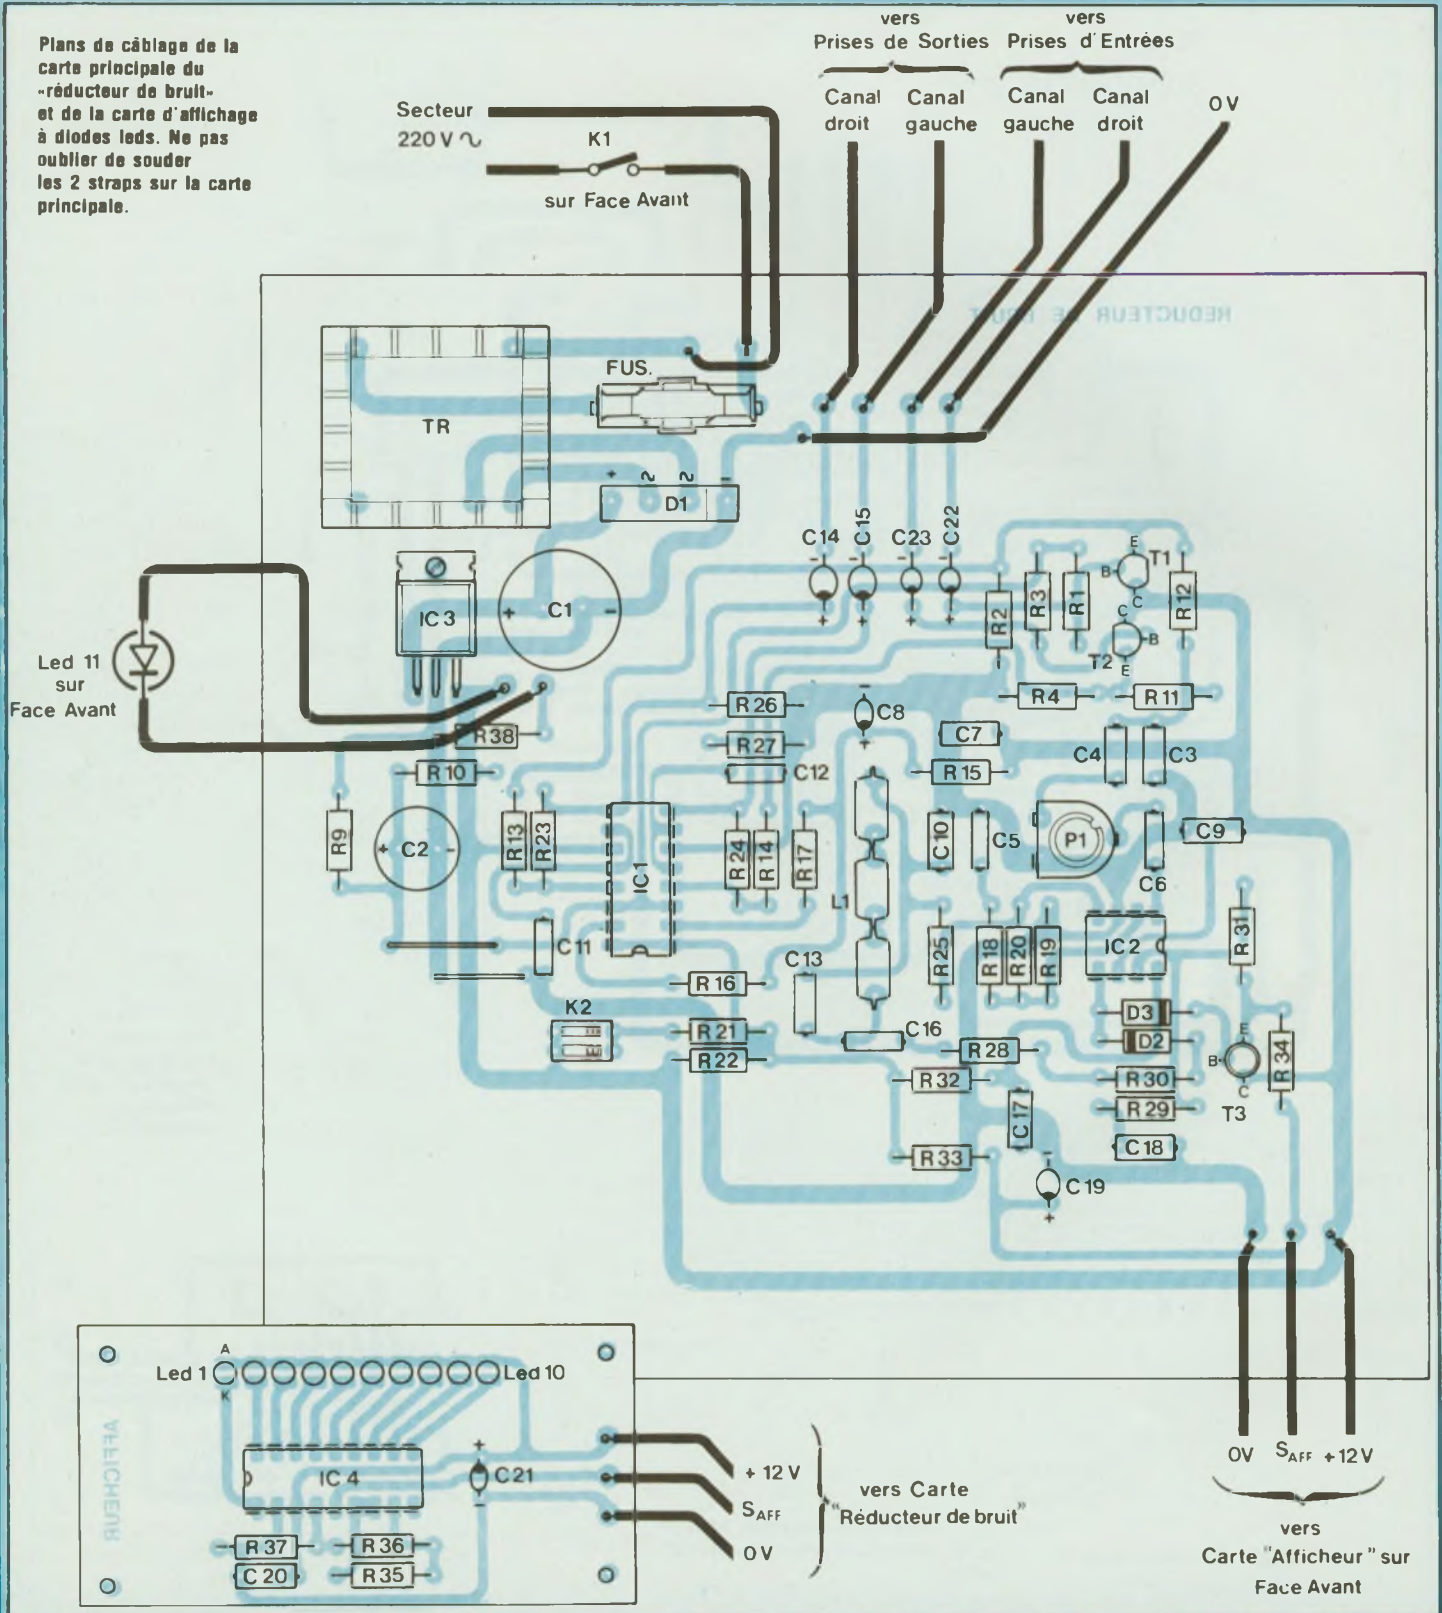 Plans de câblage de la
carte principale du
«réducteur de bruit»
et de la carte d'affichage
à diodes leds. Ne pas
oublier de souder
les 2 straps sur la carte
principale.
vers
Prises de Sorties
vers
Prises d'Entrées
Canal
droit
Canal
gauche
Canal
gauche
Canal
droit
0V
Secteur
220 V ∿
K1
sur Face Avant
REDUCTEUR DE BRUIT
FUS.
TR
+ ∿ ∿ -
D1
C14
C15
C23
C22
- - - -
+ + + +
IC3
+ C1 -
R2
R3
R1
E
B
C
T1
R12
C
B
E
T2
Led 11
sur
Face Avant
R26
-
C8
+
R4
R11
R38
R27
C7
C4
C3
R10
C12
R15
R9
+ C2 -
R13
R23
IC1
R24
R14
R17
L1
C10
C5
P1
C6
C9
C11
R16
C13
R25
R18
R20
R19
IC2
R31
K2
R21
R22
C16
D3
D2
R28
E
B
C
T3
R34
R32
R30
C17
R29
R33
C18
-
C19
+
A
Led 1
Led 10
K
AFFICHEUR
IC4
+
C21
-
R37
R36
C20
R35
+ 12 V
SAFF
0V
vers Carte
"Réducteur de bruit"
0V
SAFF
+12V
vers
Carte "Afficheur" sur
Face Avant